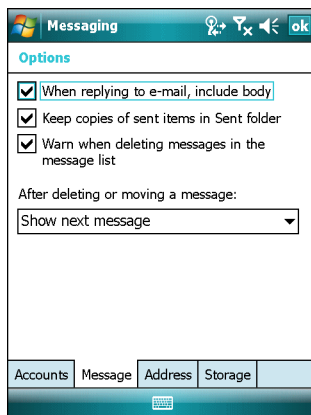 Messaging
ok
Options
When replying to e-mail, include body
Keep copies of sent items in Sent folder
Warn when deleting messages in the
message list
After deleting or moving a message:
Show next message
Accounts Message Address Storage